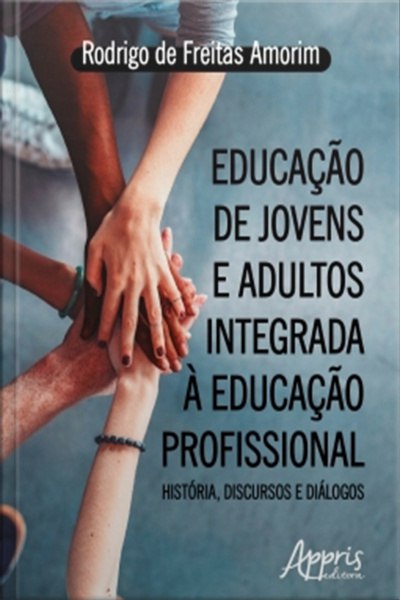 Rodrigo de Freitas Amorim
EDUCAÇÃO
DE JOVENS
E ADULTOS
INTEGRADA
À EDUCAÇÃO
PROFISSIONAL
HISTÓRIA, DISCURSOS E DIÁLOGOS
Appris
editora